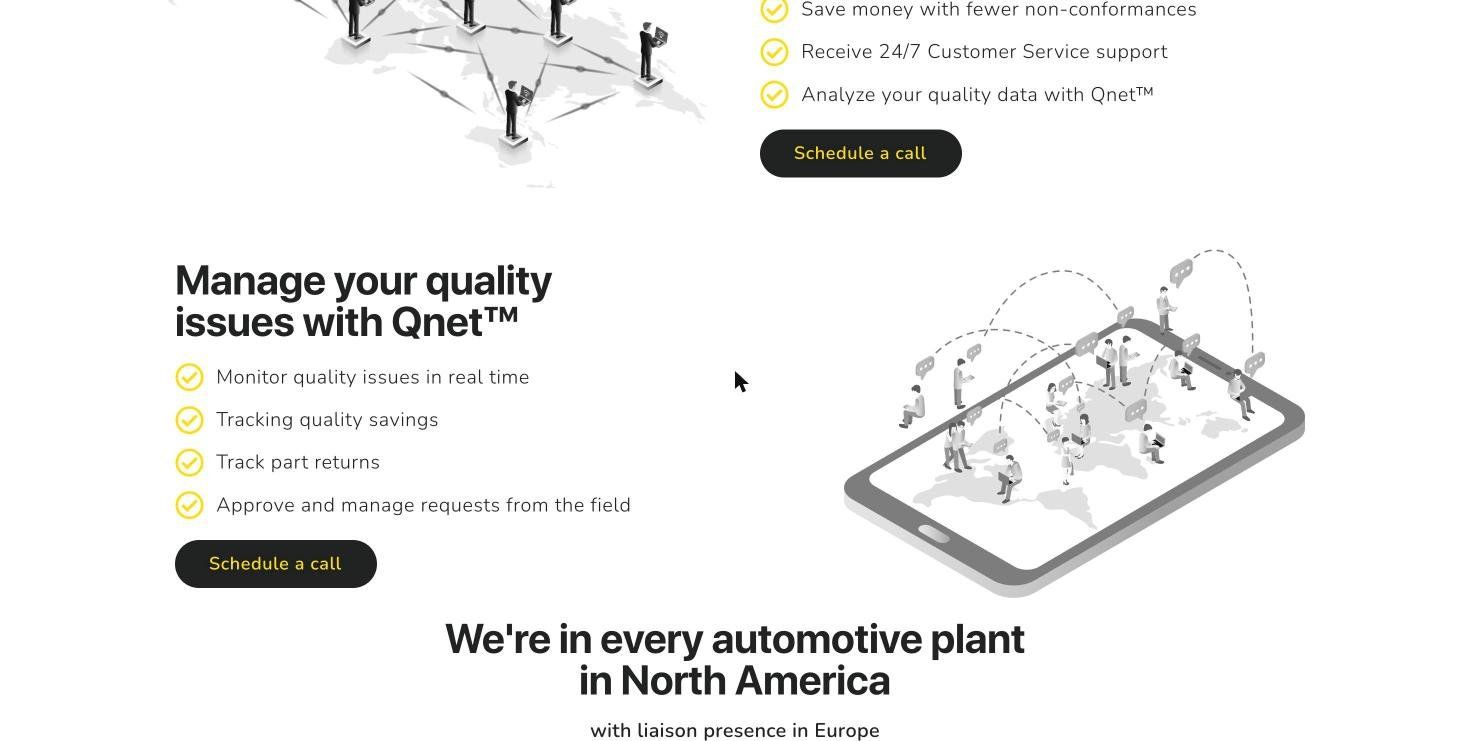 Save money with fewer non-conformances
Receive 24/7 Customer Service support
Analyze your quality data with Qnet™
Schedule a call
Manage your quality
issues with Qnet™
Monitor quality issues in real time
Tracking quality savings
Track part returns
Approve and manage requests from the field
Schedule a call
We're in every automotive plant
in North America
with liaison presence in Europe